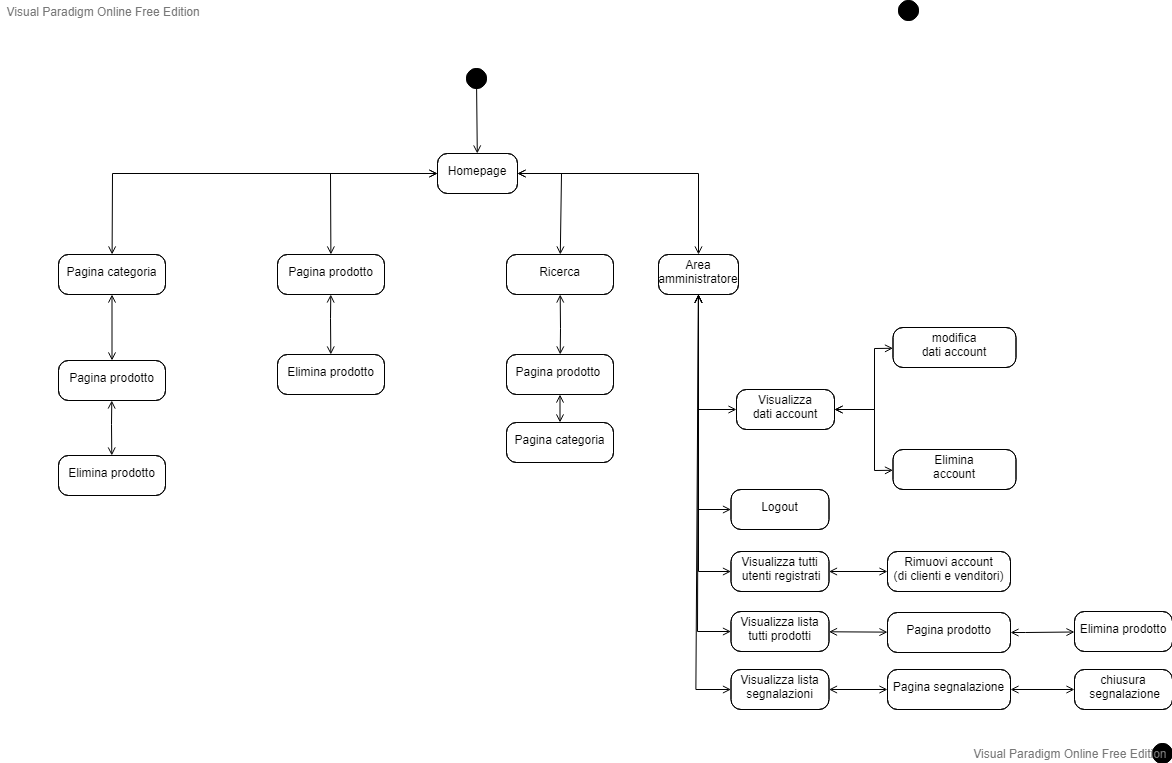 Visual Paradigm Online Free Edition
Homepage
Pagina categoria
Pagina prodotto
Ricerca
Area
amministratore
modifica
dati account
Pagina prodotto
Elimina prodotto
Pagina prodotto
Visualizza
dati account
Pagina categoria
Elimina
account
Elimina prodotto
Logout
Visualizza tutti
utenti registrati
Rimuovi account
(di clienti e venditori)
Visualizza lista
tutti prodotti
Pagina prodotto
Elimina prodotto
Visualizza lista
segnalazioni
Pagina segnalazione
chiusura
segnalazione
Visual Paradigm Online Free Edition